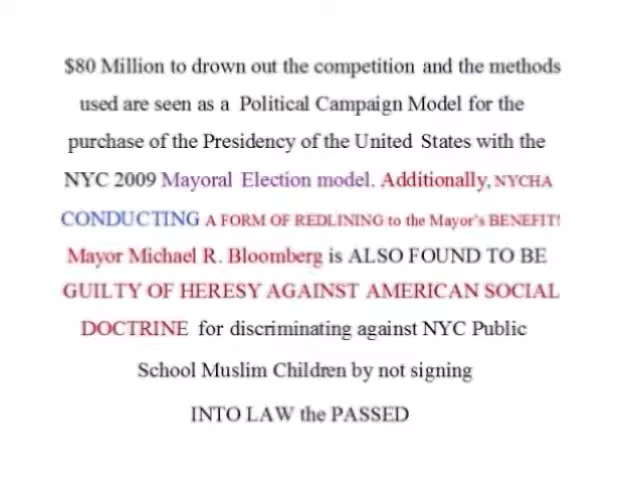 $80 Million to drown out the competition and the methods
used are seen as a Political Campaign Model for the
purchase of the Presidency of the United States with the
NYC 2009 Mayoral Election model. Additionally, NYCHA
CONDUCTING A FORM OF REDLINING to the Mayor's BENEFIT!
Mayor Michael R. Bloomberg is ALSO FOUND TO BE
GUILTY OF HERESY AGAINST AMERICAN SOCIAL
DOCTRINE for discriminating against NYC Public
School Muslim Children by not signing
INTO LAW the PASSED